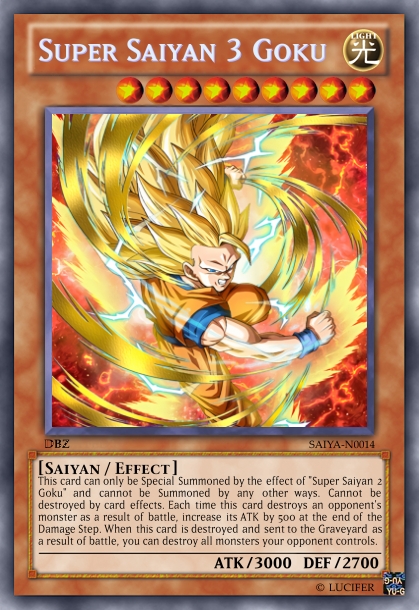 Super Saiyan 3 Goku
LIGHT
光
DBZ
SAIYA-N0014
[Saiyan / Effect]
This card can only be Special Summoned by the effect of "Super Saiyan 2
Goku" and cannot be Summoned by any other ways. Cannot be
destroyed by card effects. Each time this card destroys an opponent's
monster as a result of battle, increase its ATK by 500 at the end of the
Damage Step. When this card is destroyed and sent to the Graveyard as
a result of battle, you can destroy all monsters your opponent controls.
ATK/3000 DEF/2700
© LUCIFER